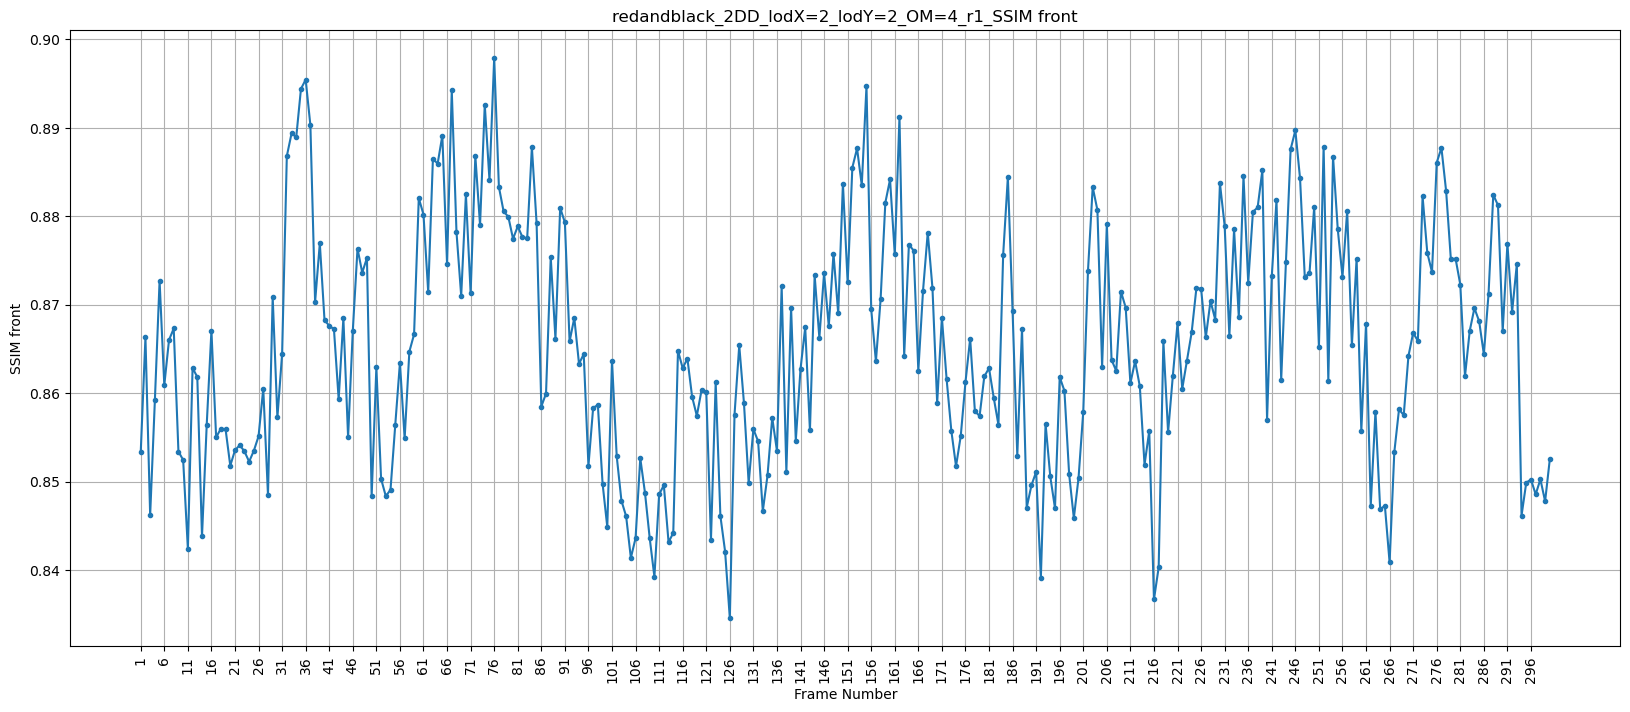 redandblack_2DD_lodX=2_lodY=2_OM=4_r1_SSIM front
SSIM front
0.90
0.89
0.88
0.87
0.86
0.85
0.84
1 6 11 16 21 26 31 36 41 46 51 56 61 66 71 76 81 86 91 96 101 106 111 116 121 126 131 136 141 146 151 156 161 166 171 176 181 186 191 196 201 206 211 216 221 226 231 236 241 246 251 256 261 266 271 276 281 286 291 296
Frame Number